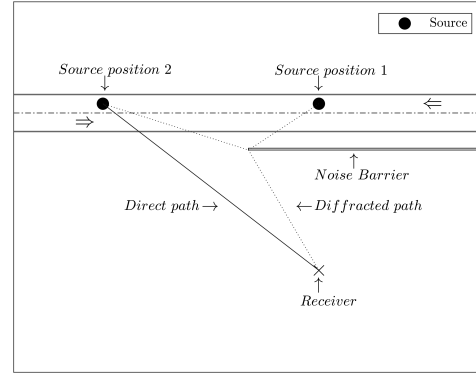 Source
Source position 2
Source position 1
Noise Barrier
Direct path
Diffracted path
Receiver